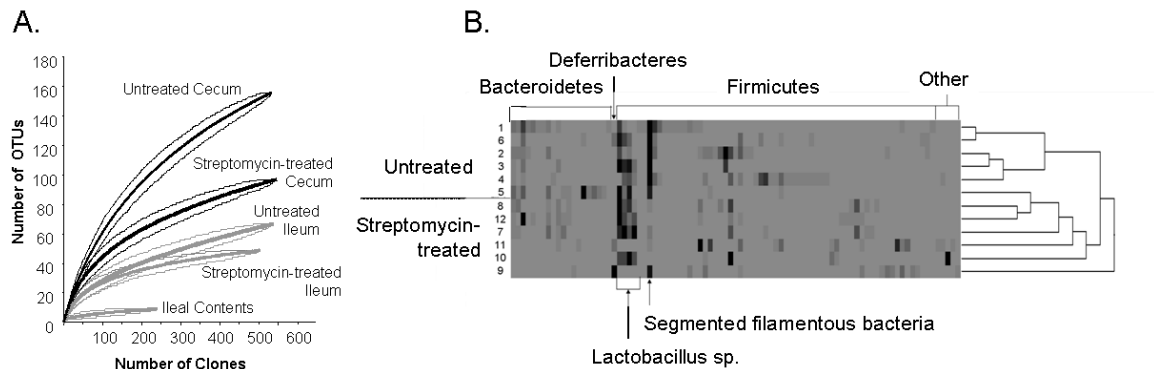 A.
180
160
140
120
100
80
60
40
20
0
Number of OTUs
Untreated Cecum
Streptomycin-treated
Cecum
Untreated
Ileum
Streptomycin-treated
Ileum
Ileal Contents
100 200 300 400 500 600
Number of Clones
B.
Deferribacteres
Bacteroidetes
Firmicutes
Other
Untreated
Streptomycin-
treated
1
6
2
3
4
5
8
12
7
11
10
9
Segmented filamentous bacteria
Lactobacillus sp.